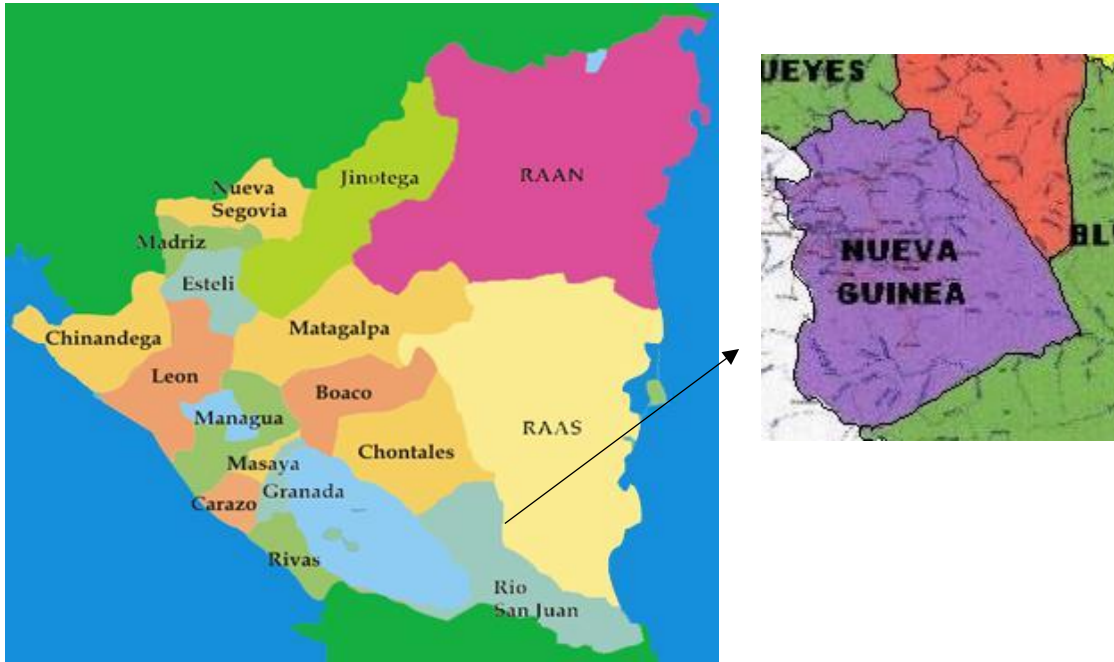 Jinotega
RAAN
Nueva
Segovia
Madriz
Esteli
Chinandega
Matagalpa
Leon
Boaco
Managua
RAAS
Chontales
Masaya
Granada
Carazo
Rivas
Rio
San Juan
UEYES
NUEVA
GUINEA
BL